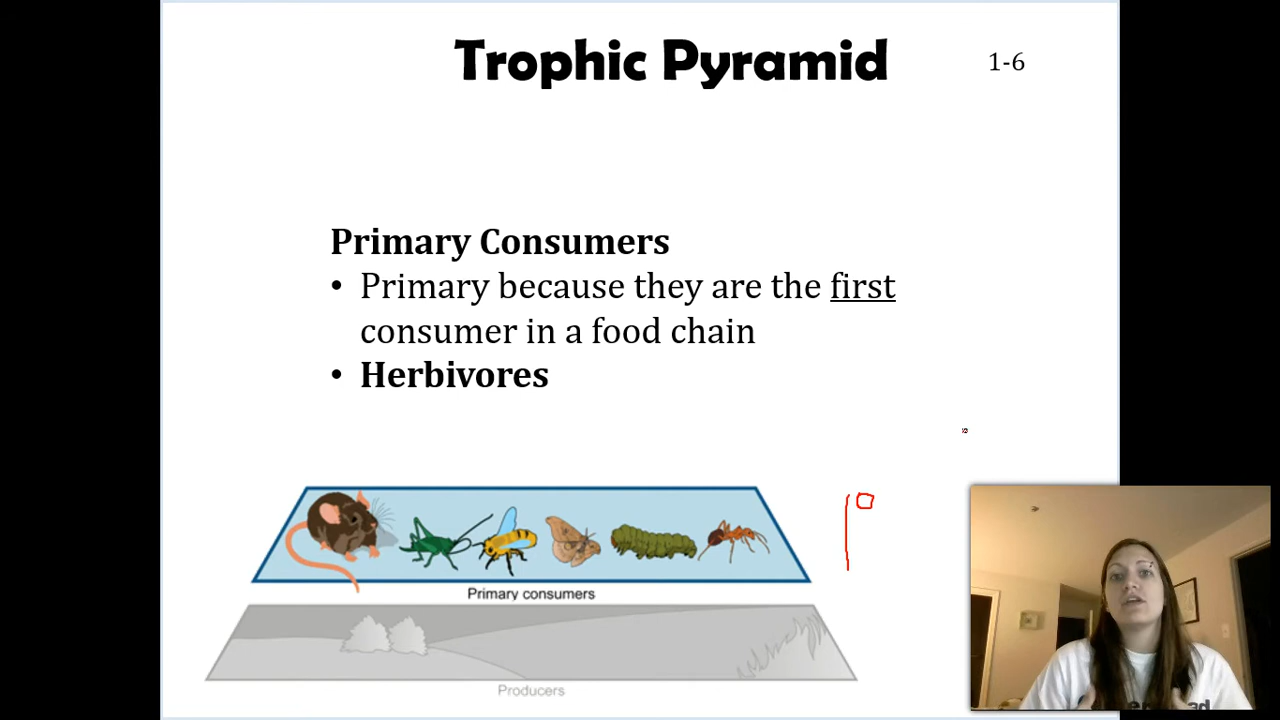 Trophic Pyramid
1-6
Primary Consumers
• Primary because they are the first
consumer in a food chain
• Herbivores
1°
Primary consumers
Producers